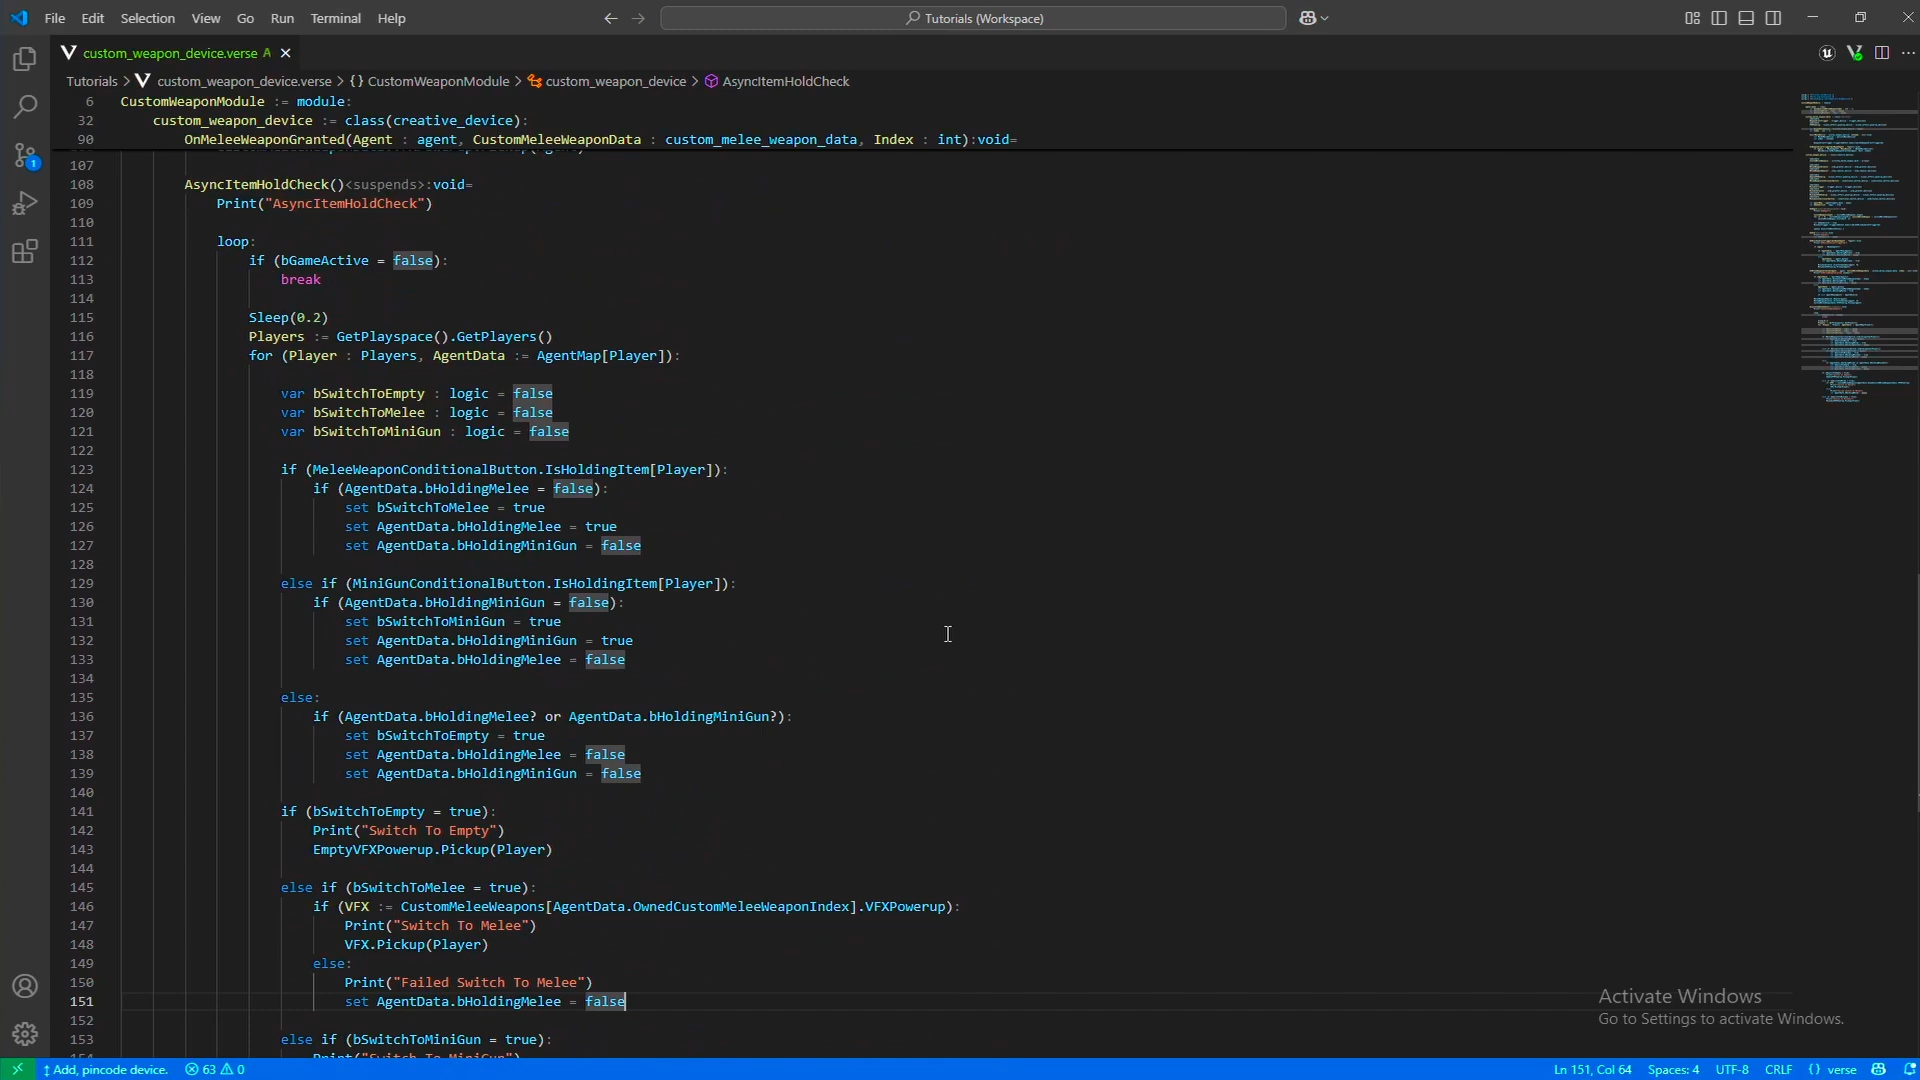 File Edit Selection View Go Run Terminal Help
Tutorials (Workspace)
custom_weapon_device.verse A
Tutorials > custom_weapon_device.verse > {} CustomWeaponModule > custom_weapon_device > AsyncItemHoldCheck
6 CustomWeaponModule := module:
32 custom_weapon_device := class(creative_device):
90 OnMeleeWeaponGranted(Agent : agent, CustomMeleeWeaponData : custom_melee_weapon_data, Index : int):void=
107
108 AsyncItemHoldCheck()<suspends>:void=
109 Print("AsyncItemHoldCheck")
110
111 loop:
112 if (bGameActive = false):
113 break
114
115 Sleep(0.2)
116 Players := GetPlayspace().GetPlayers()
117 for (Player : Players, AgentData := AgentMap[Player]):
118
119 var bSwitchToEmpty : logic = false
120 var bSwitchToMelee : logic = false
121 var bSwitchToMiniGun : logic = false
122
123 if (MeleeWeaponConditionalButton.IsHoldingItem[Player]):
124 if (AgentData.bHoldingMelee = false):
125 set bSwitchToMelee = true
126 set AgentData.bHoldingMelee = true
127 set AgentData.bHoldingMiniGun = false
128
129 else if (MiniGunConditionalButton.IsHoldingItem[Player]):
130 if (AgentData.bHoldingMiniGun = false):
131 set bSwitchToMiniGun = true
132 set AgentData.bHoldingMiniGun = true
133 set AgentData.bHoldingMelee = false
134
135 else:
136 if (AgentData.bHoldingMelee? or AgentData.bHoldingMiniGun?):
137 set bSwitchToEmpty = true
138 set AgentData.bHoldingMelee = false
139 set AgentData.bHoldingMiniGun = false
140
141 if (bSwitchToEmpty = true):
142 Print("Switch To Empty")
143 EmptyVFXPowerup.Pickup(Player)
144
145 else if (bSwitchToMelee = true):
146 if (VFX := CustomMeleeWeapons[AgentData.OwnedCustomMeleeWeaponIndex].VFXPowerup):
147 Print("Switch To Melee")
148 VFX.Pickup(Player)
149 else:
150 Print("Failed Switch To Melee")
151 set AgentData.bHoldingMelee = false
152
153 else if (bSwitchToMiniGun = true):
154 Print("Switch To MiniGun")
1
Activate Windows
Go to Settings to activate Windows.
Add, pincode device. 63 0 Ln 151, Col 64 Spaces: 4 UTF-8 CRLF {} verse